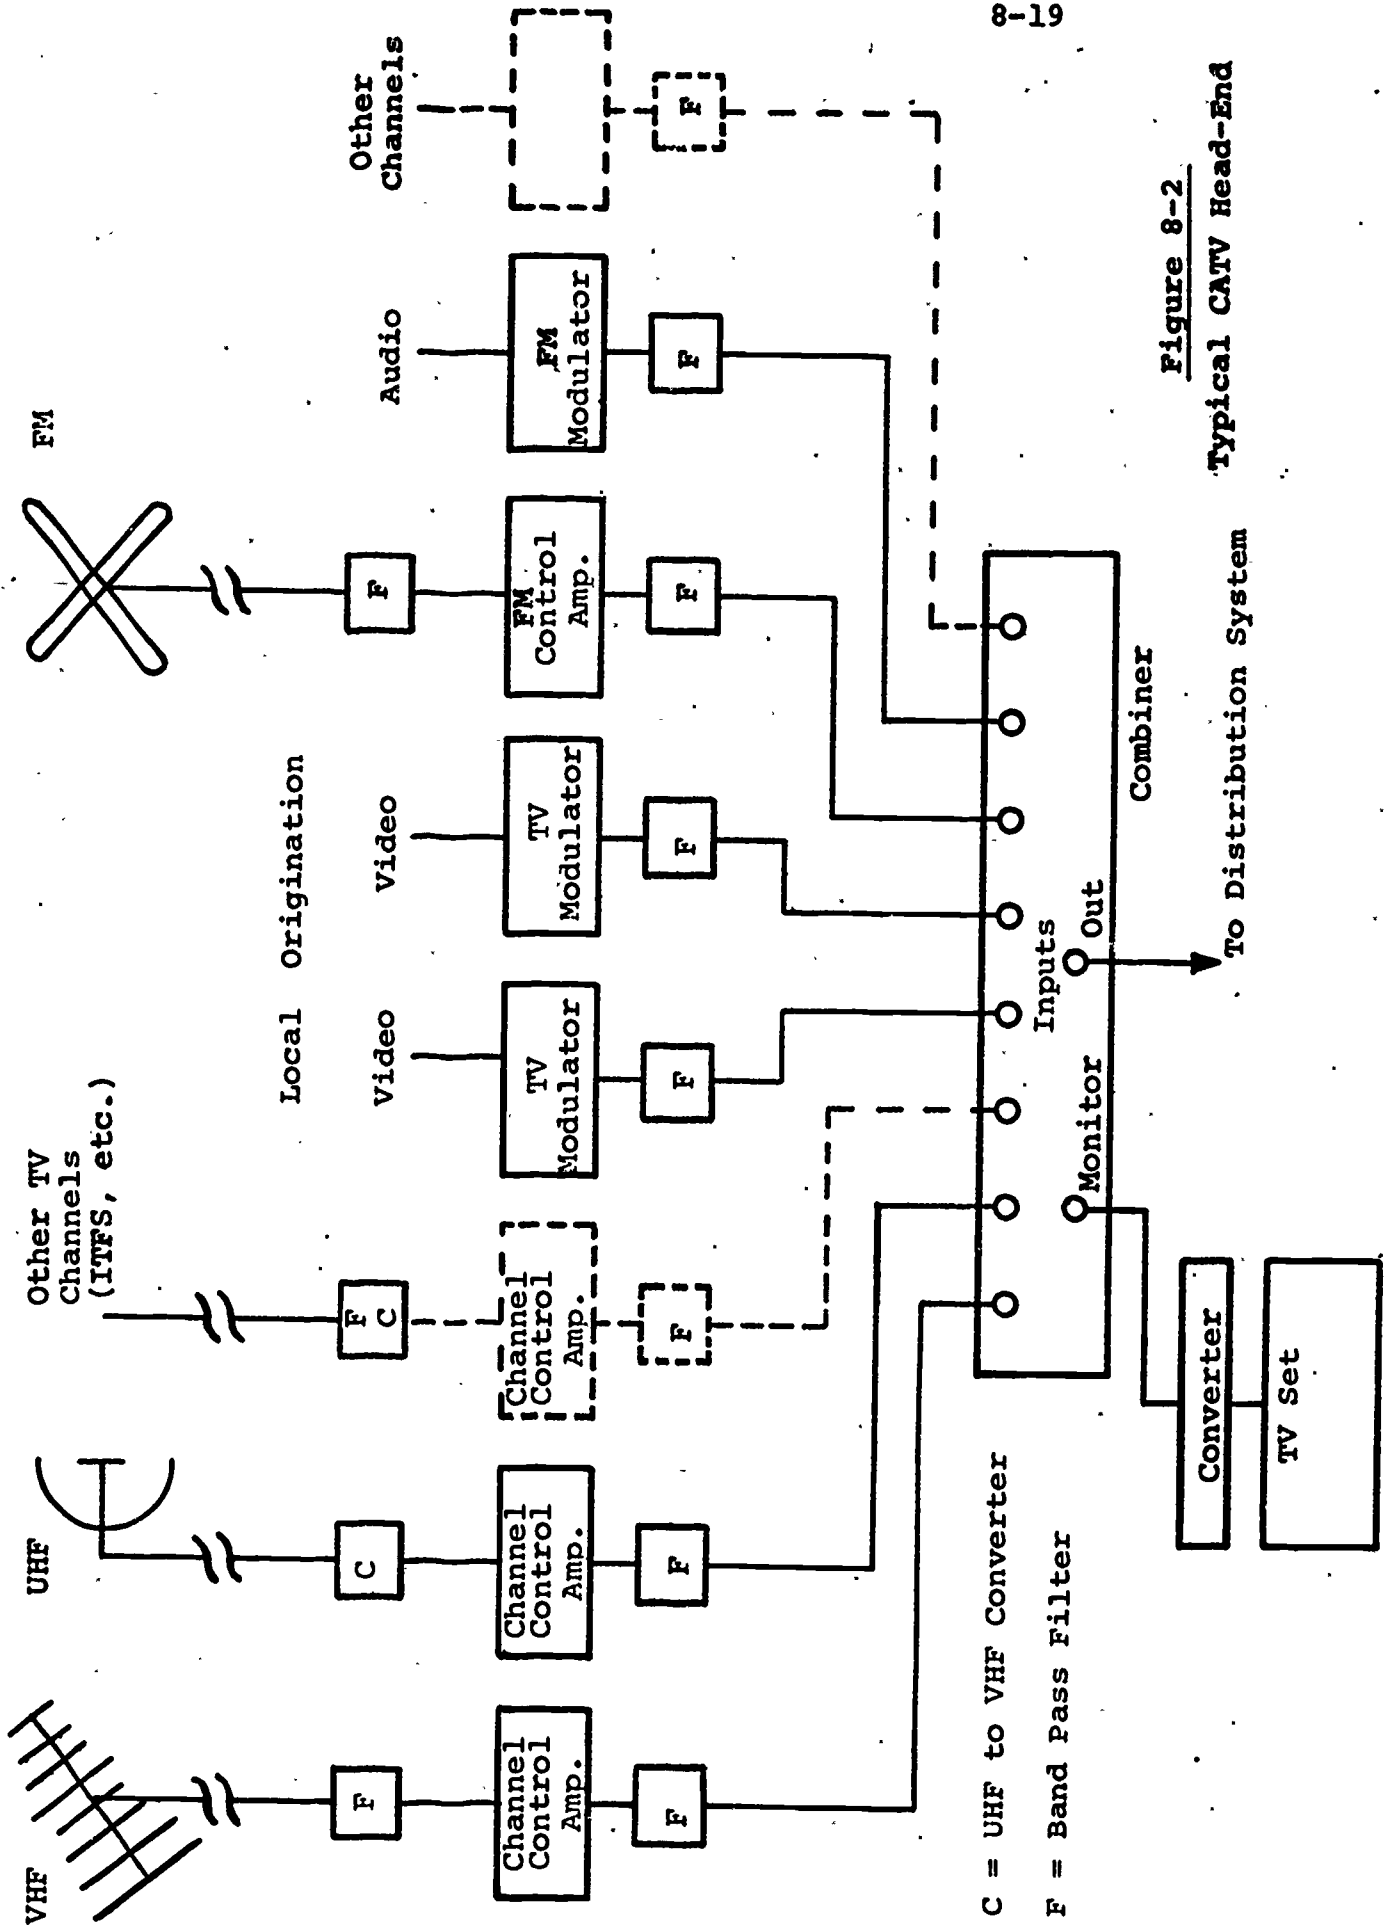 8-19
VHF
UHF
Other TV
Channels
(ITFS, etc.)
FM
Local Origination
Video
Video
Audio
Other
Channels
F
C
F
C
F
Channel
Control
Amp.
Channel
Control
Amp.
Channel
Control
Amp.
TV
Modulator
TV
Modulator
FM
Control
Amp.
FM
Modulator
F
F
F
F
F
F
F
F
Inputs
Monitor
Out
Combiner
Converter
TV Set
To Distribution System
C = UHF to VHF Converter
F = Band Pass Filter
Figure 8-2
Typical CATV Head-End